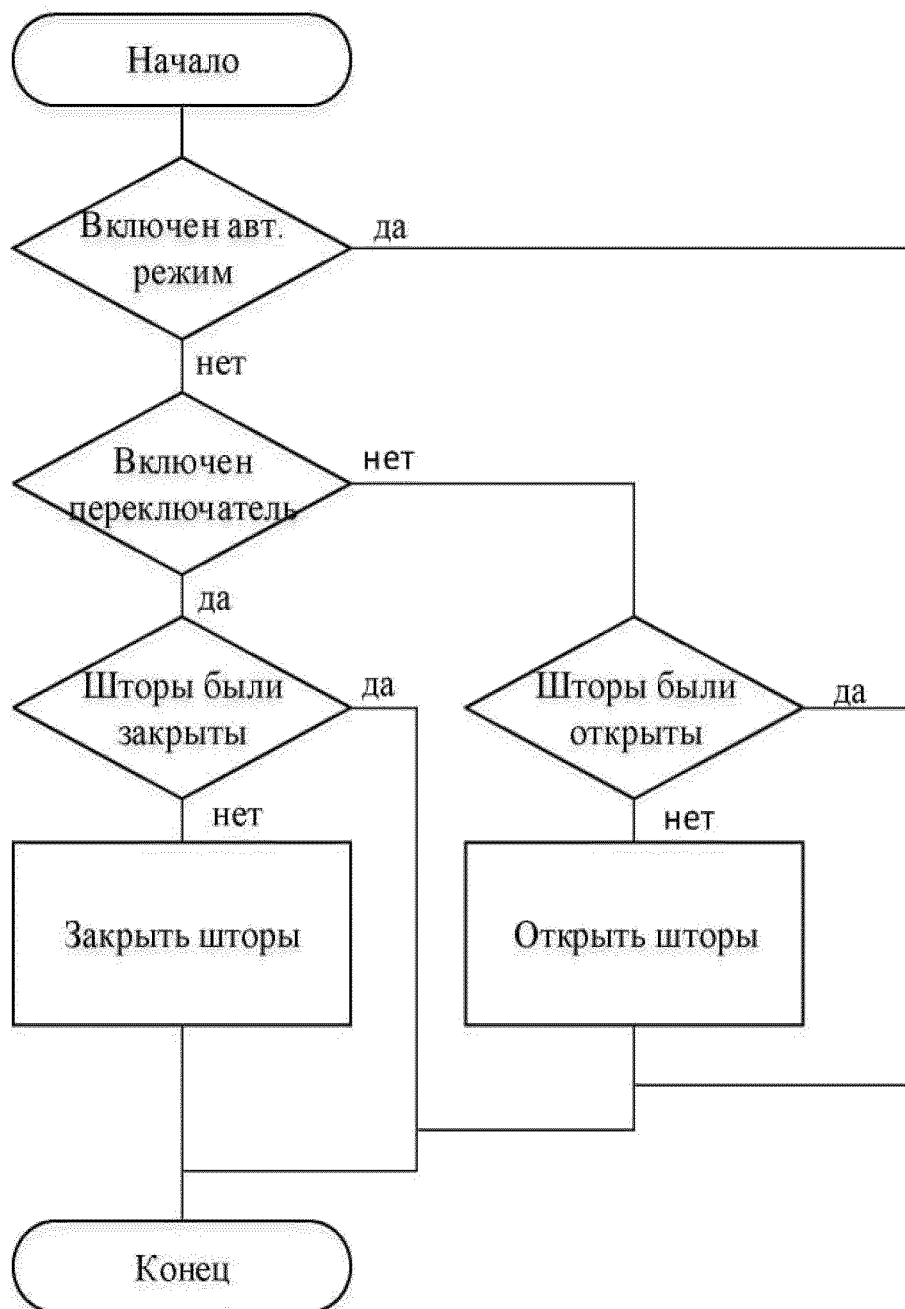 Начало
Включен авт.
режим
да
нет
Включен
переключатель
нет
да
Шторы были
закрыты
да
Шторы были
открыты
да
нет
нет
Закрыть шторы
Открыть шторы
Конец